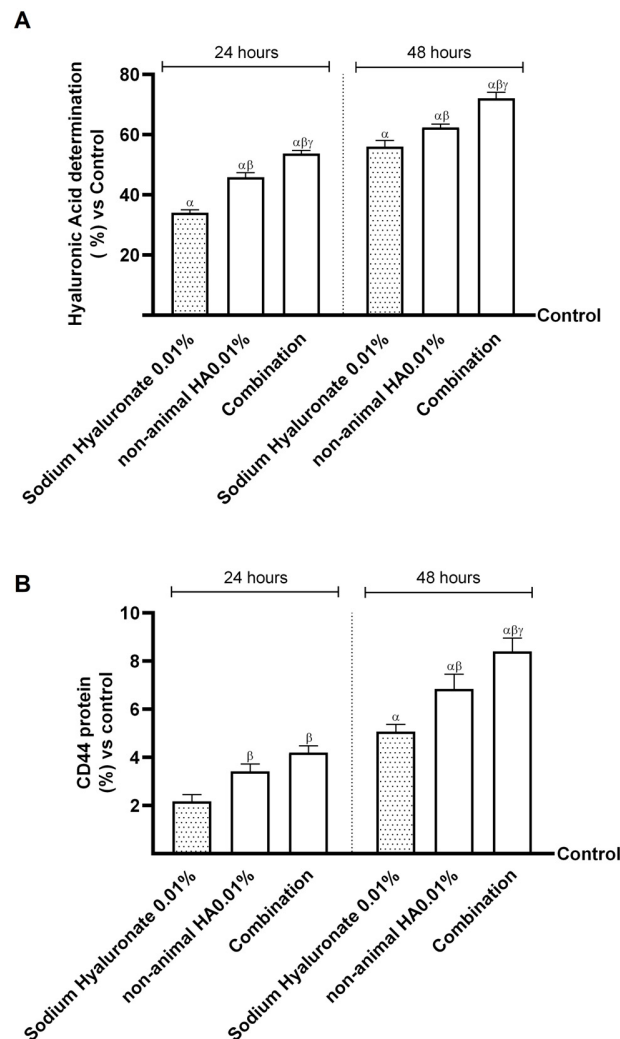 A
24 hours
48 hours
Hyaluronic Acid determination
( %) vs Control
80
60
40
20
α
αβ
αβγ
α
αβ
αβγ
Control
Sodium Hyaluronate 0.01%
non-animal HA0.01%
Combination
Sodium Hyaluronate 0.01%
non-animal HA0.01%
Combination
B
24 hours
48 hours
CD44 protein
(%) vs control
10
8
6
4
2
β
β
α
αβ
αβγ
Control
Sodium Hyaluronate 0.01%
non-animal HA0.01%
Combination
Sodium Hyaluronate 0.01%
non-animal HA0.01%
Combination